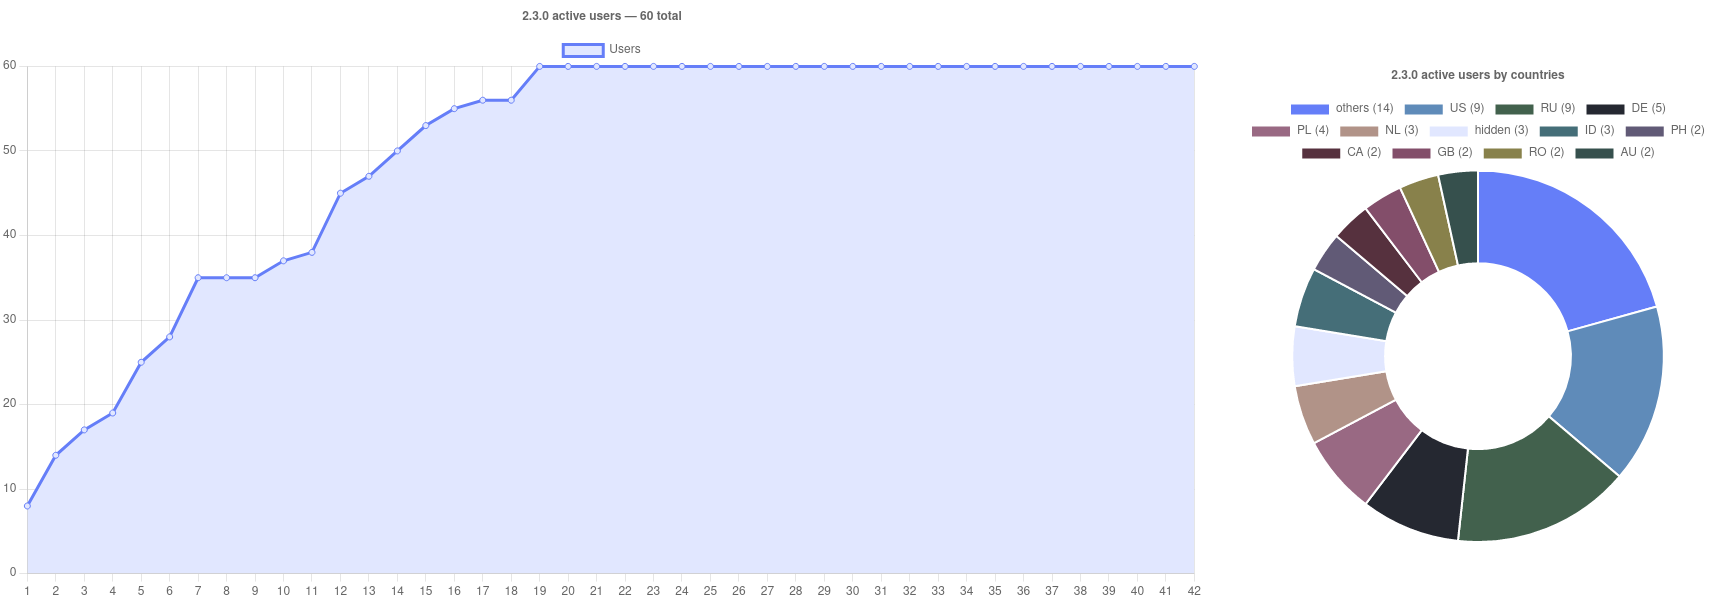 2.3.0 active users — 60 total
Users
60
50
40
30
20
10
0
1 2 3 4 5 6 7 8 9 10 11 12 13 14 15 16 17 18 19 20 21 22 23 24 25 26 27 28 29 30 31 32 33 34 35 36 37 38 39 40 41 42
2.3.0 active users by countries
others (14) US (9) RU (9) DE (5)
PL (4) NL (3) hidden (3) ID (3) PH (2)
CA (2) GB (2) RO (2) AU (2)